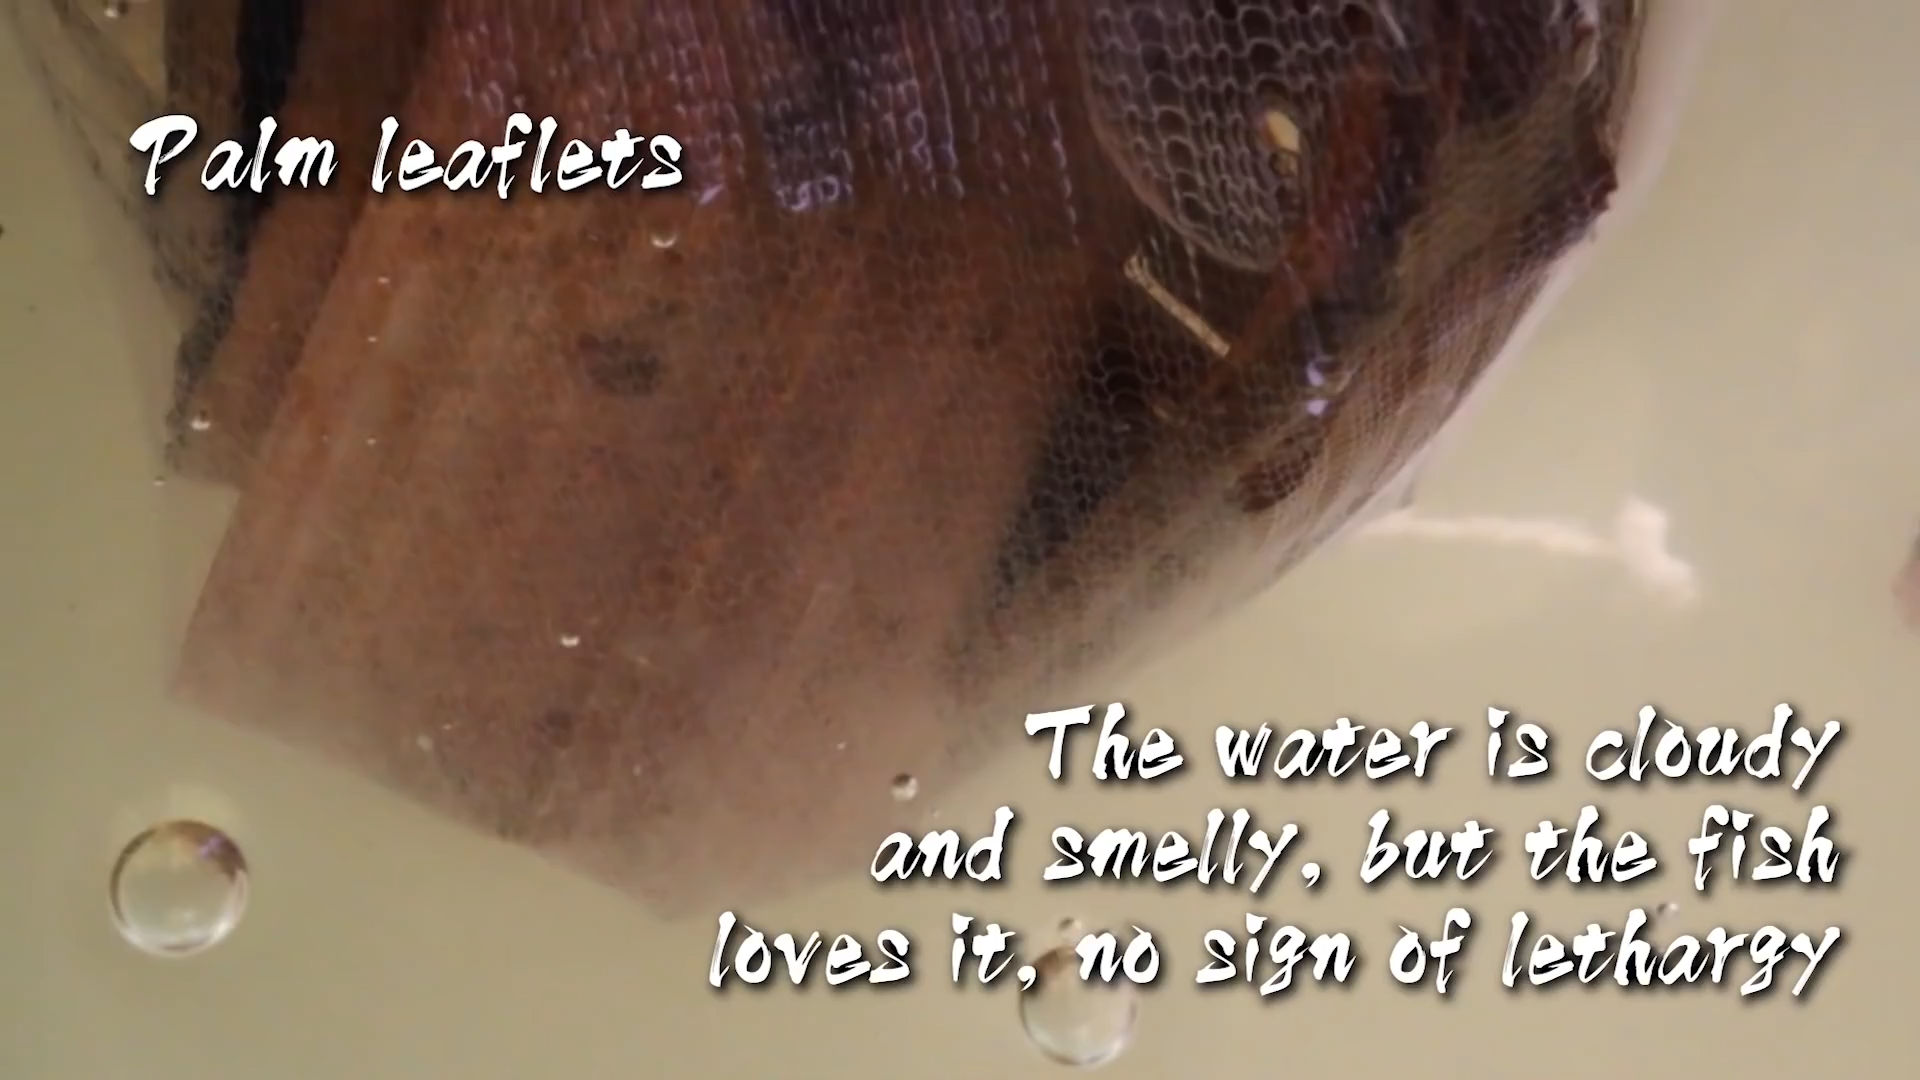 Palm leaflets
The water is cloudy
and smelly, but the fish
loves it, no sign of lethargy